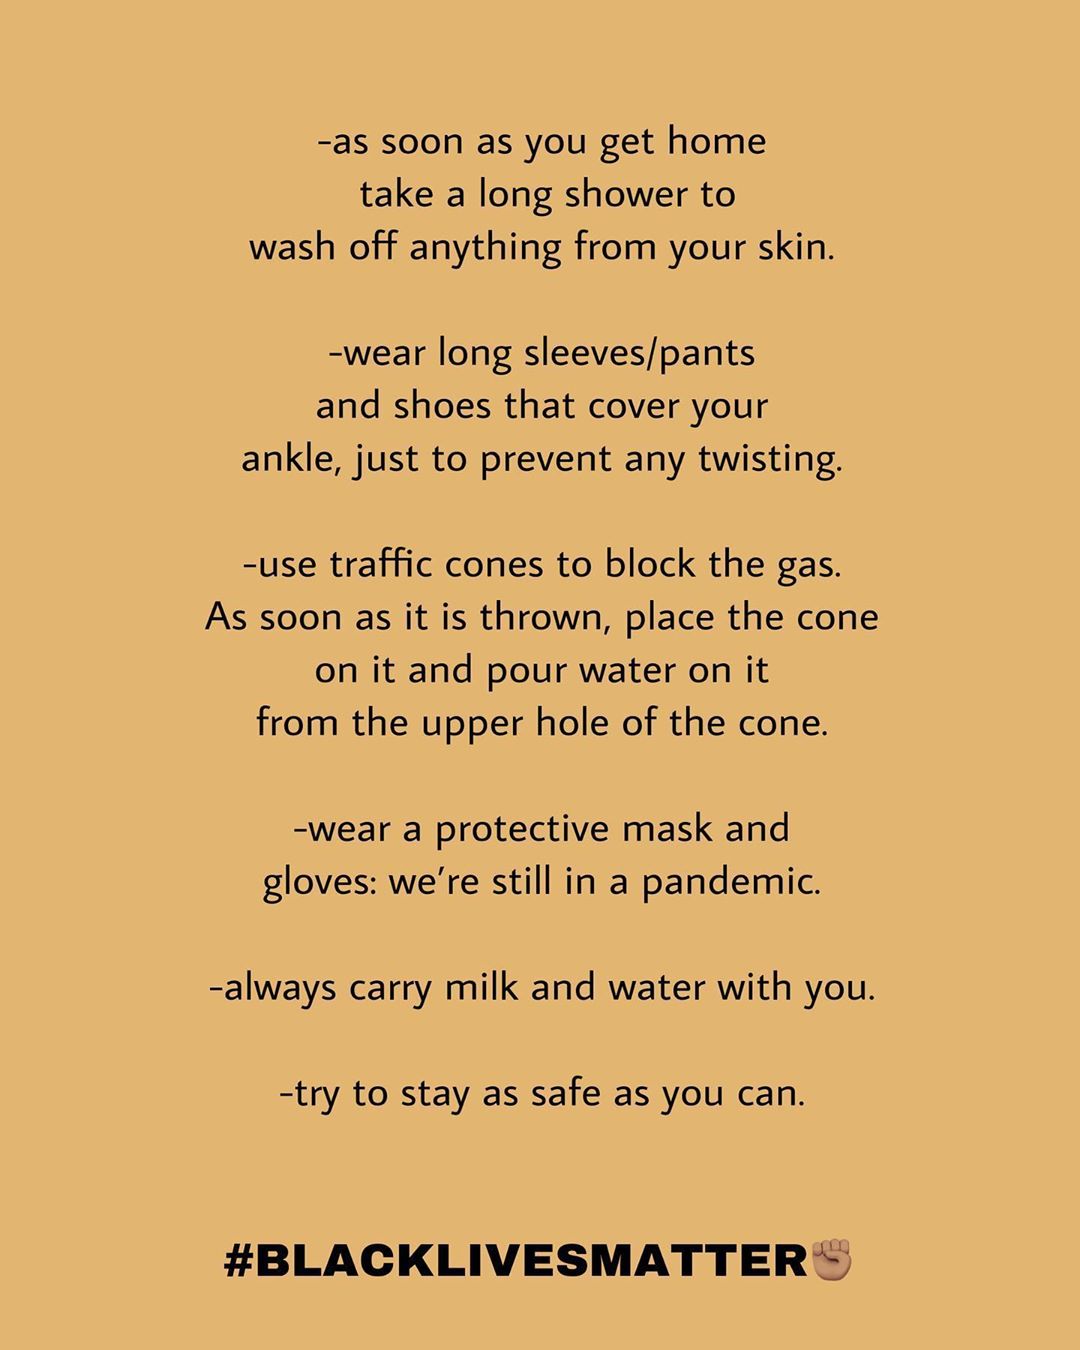 -as soon as you get home
take a long shower to
wash off anything from your skin.
-wear long sleeves/pants
and shoes that cover your
ankle, just to prevent any twisting.
-use traffic cones to block the gas.
As soon as it is thrown, place the cone
on it and pour water on it
from the upper hole of the cone.
-wear a protective mask and
gloves: we’re still in a pandemic.
-always carry milk and water with you.
-try to stay as safe as you can.
#BLACKLIVESMATTER✊🏽